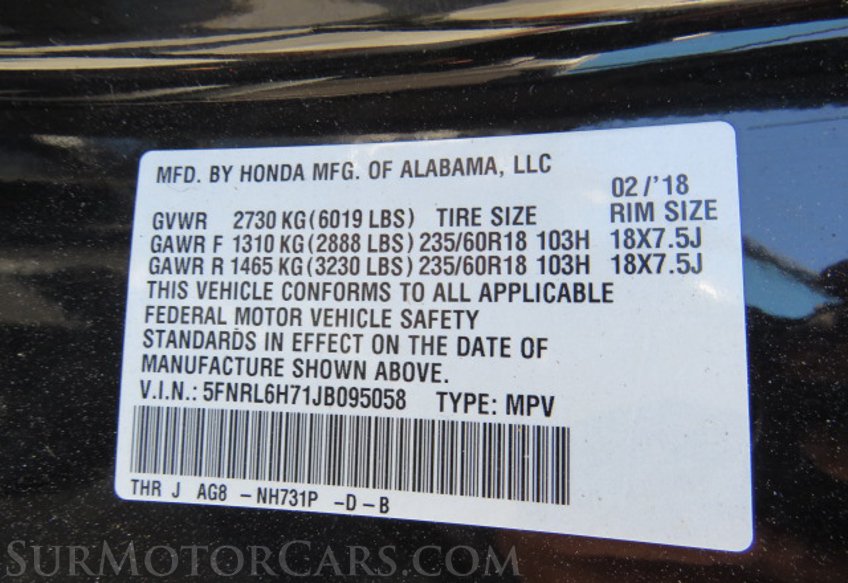 MFD. BY HONDA MFG. OF ALABAMA, LLC 02/'18
GVWR 2730 KG(6019 LBS) TIRE SIZE RIM SIZE
GAWR F 1310 KG(2888 LBS) 235/60R18 103H 18X7.5J
GAWR R 1465 KG(3230 LBS) 235/60R18 103H 18X7.5J
THIS VEHICLE CONFORMS TO ALL APPLICABLE
FEDERAL MOTOR VEHICLE SAFETY
STANDARDS IN EFFECT ON THE DATE OF
MANUFACTURE SHOWN ABOVE.
V.I.N.: 5FNRL6H71JB095058 TYPE: MPV
THR J AG8 -NH731P -D-B
SURMOTORCARS.COM